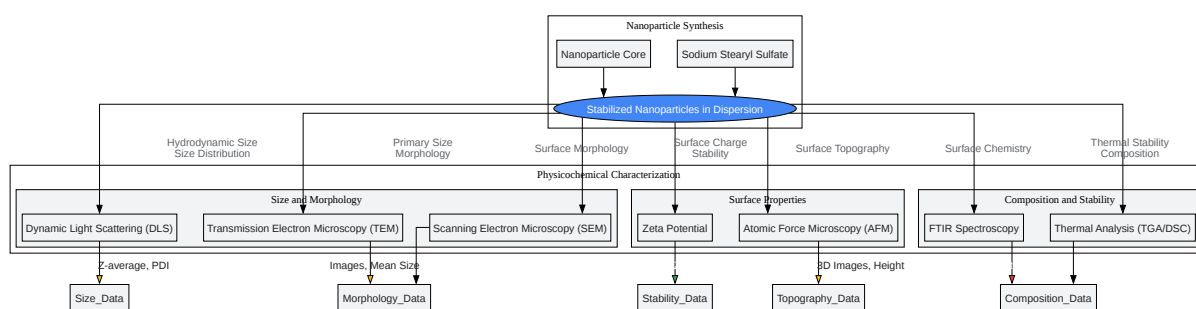 Nanoparticle Synthesis
Nanoparticle Core
Sodium Stearyl Sulfate
Stabilized Nanoparticles in Dispersion
Hydrodynamic Size
Size Distribution
Primary Size
Morphology
Surface Morphology
Surface Charge
Stability
Surface Topography
Surface Chemistry
Thermal Stability
Composition
Physicochemical Characterization
Size and Morphology
Surface Properties
Composition and Stability
Dynamic Light Scattering (DLS)
Transmission Electron Microscopy (TEM)
Scanning Electron Microscopy (SEM)
Zeta Potential
Atomic Force Microscopy (AFM)
FTIR Spectroscopy
Thermal Analysis (TGA/DSC)
Z-average, PDI
Images, Mean Size
3D Images, Height
Size_Data
Morphology_Data
Stability_Data
Topography_Data
Composition_Data